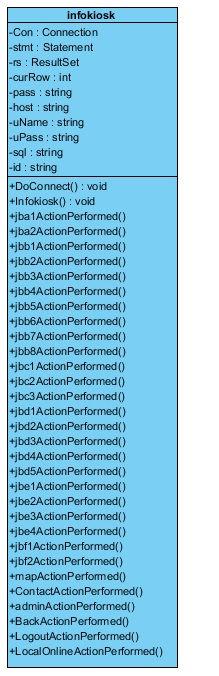 infokiosk
-Con : Connection
-stmt : Statement
-rs : ResultSet
-curRow : int
-pass : string
-host : string
-uName : string
-uPass : string
-sql : string
-id : string
+DoConnect() : void
+Infokiosk() : void
+jba1ActionPerformed()
+jba2ActionPerformed()
+jbb1ActionPerformed()
+jbb2ActionPerformed()
+jbb3ActionPerformed()
+jbb4ActionPerformed()
+jbb5ActionPerformed()
+jbb6ActionPerformed()
+jbb7ActionPerformed()
+jbb8ActionPerformed()
+jbc1ActionPerformed()
+jbc2ActionPerformed()
+jbc3ActionPerformed()
+jbd1ActionPerformed()
+jbd2ActionPerformed()
+jbd3ActionPerformed()
+jbd4ActionPerformed()
+jbd5ActionPerformed()
+jbe1ActionPerformed()
+jbe2ActionPerformed()
+jbe3ActionPerformed()
+jbe4ActionPerformed()
+jbf1ActionPerformed()
+jbf2ActionPerformed()
+mapActionPerformed()
+ContactActionPerformed()
+adminActionPerformed()
+BackActionPerformed()
+LogoutActionPerformed()
+LocalOnlineActionPerformed()